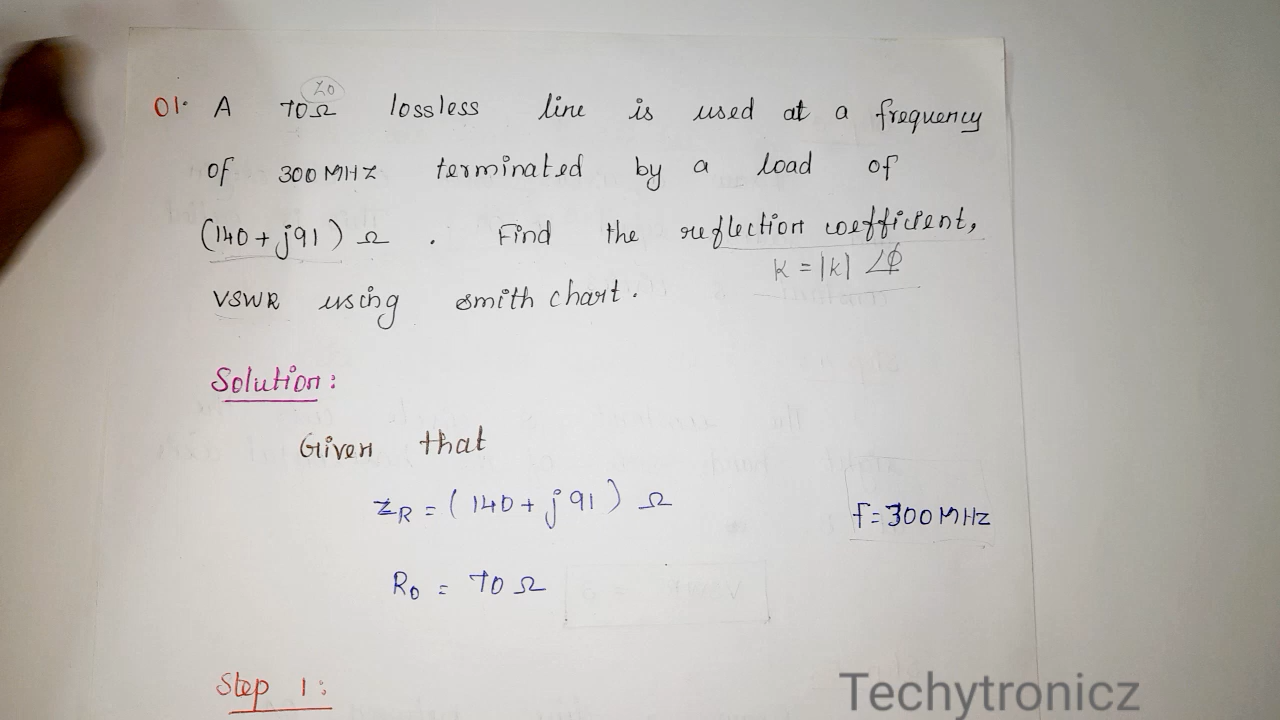 01. A 70Ω lossless line is used at a frequency
Z0
of 300 MHZ terminated by a load of
(140 + j91) Ω . Find the reflection coefficient,
K = |K| ∠ϕ
VSWR using smith chart.
Solution:
Given that
ZR = (140 + j91) Ω
f = 300 MHz
R0 = 70 Ω
Step 1:
Techytronicz